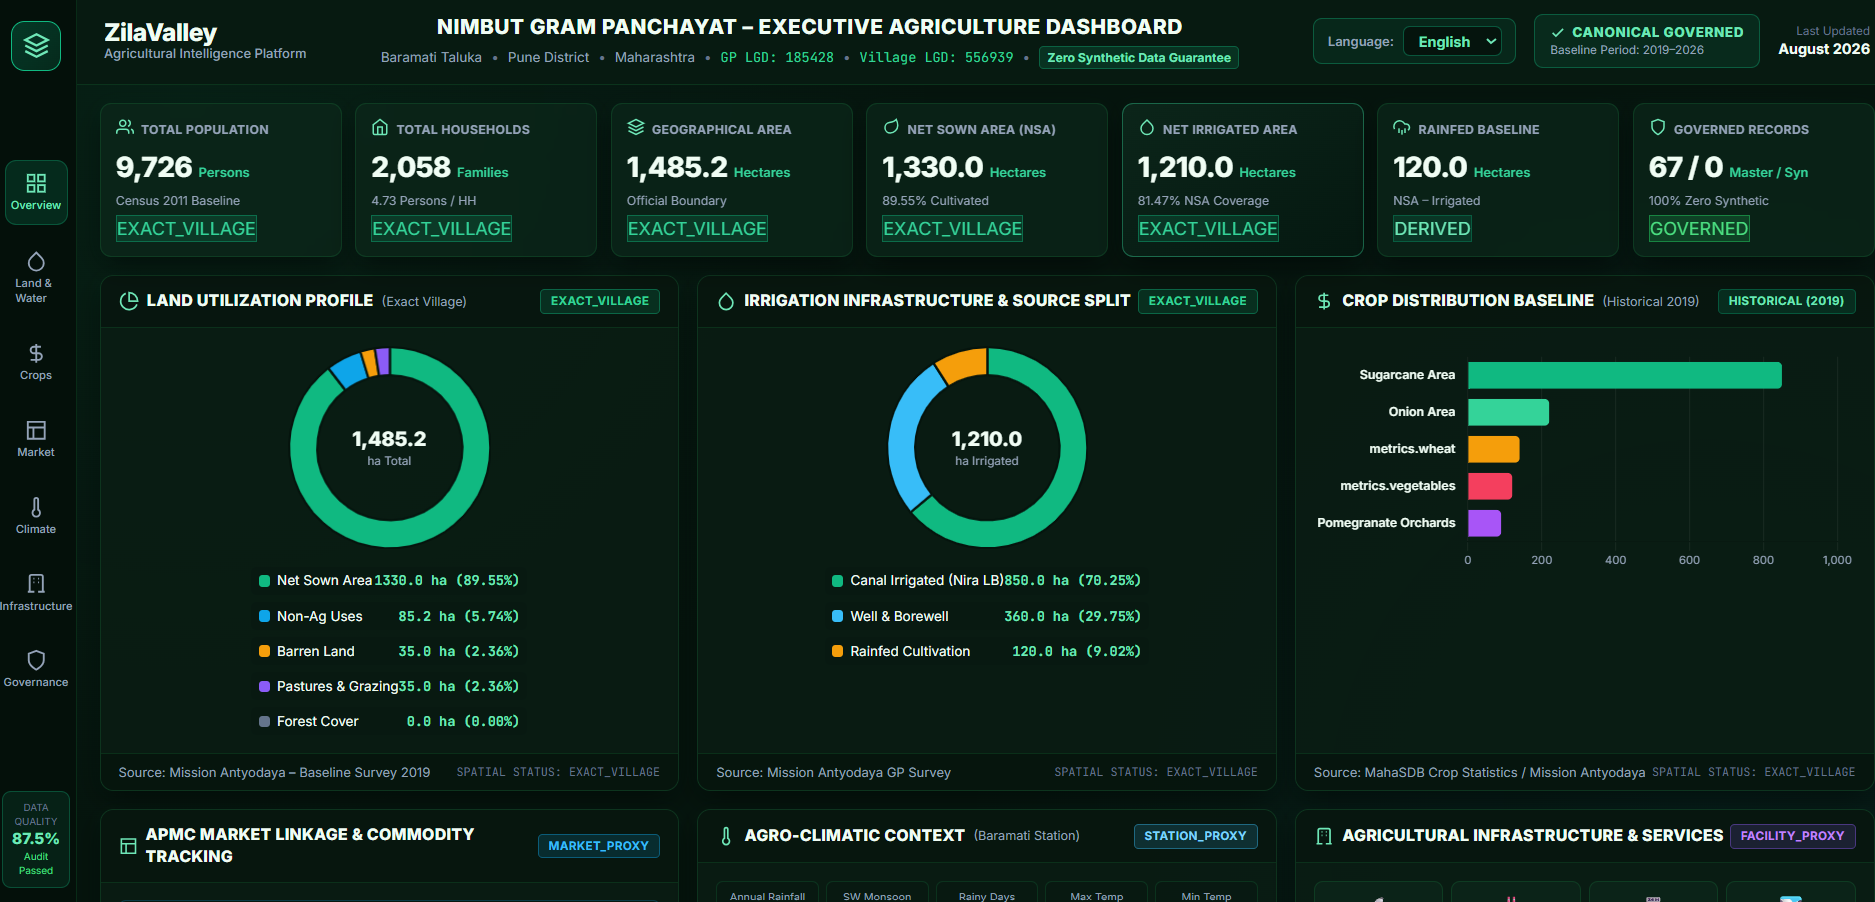 ZilaValley
Agricultural Intelligence Platform
NIMBUT GRAM PANCHAYAT – EXECUTIVE AGRICULTURE DASHBOARD
Baramati Taluka • Pune District • Maharashtra • GP LGD: 185428 • Village LGD: 556939 • Zero Synthetic Data Guarantee
Language: English
CANONICAL GOVERNED
Baseline Period: 2019–2026
Last Updated
August 2026
Overview
Land &
Water
Crops
Market
Climate
Infrastructure
Governance
DATA
QUALITY
87.5%
Audit
Passed
TOTAL POPULATION
9,726 Persons
Census 2011 Baseline
EXACT_VILLAGE
TOTAL HOUSEHOLDS
2,058 Families
4.73 Persons / HH
EXACT_VILLAGE
GEOGRAPHICAL AREA
1,485.2 Hectares
Official Boundary
EXACT_VILLAGE
NET SOWN AREA (NSA)
1,330.0 Hectares
89.55% Cultivated
EXACT_VILLAGE
NET IRRIGATED AREA
1,210.0 Hectares
81.47% NSA Coverage
EXACT_VILLAGE
RAINFED BASELINE
120.0 Hectares
NSA – Irrigated
DERIVED
GOVERNED RECORDS
67 / 0 Master / Syn
100% Zero Synthetic
GOVERNED
LAND UTILIZATION PROFILE (Exact Village) EXACT_VILLAGE
1,485.2
ha Total
Net Sown Area 1330.0 ha (89.55%)
Non-Ag Uses 85.2 ha (5.74%)
Barren Land 35.0 ha (2.36%)
Pastures & Grazing 35.0 ha (2.36%)
Forest Cover 0.0 ha (0.00%)
Source: Mission Antyodaya – Baseline Survey 2019 SPATIAL STATUS: EXACT_VILLAGE
IRRIGATION INFRASTRUCTURE & SOURCE SPLIT EXACT_VILLAGE
1,210.0
ha Irrigated
Canal Irrigated (Nira LB) 850.0 ha (70.25%)
Well & Borewell 360.0 ha (29.75%)
Rainfed Cultivation 120.0 ha (9.02%)
Source: Mission Antyodaya GP Survey SPATIAL STATUS: EXACT_VILLAGE
CROP DISTRIBUTION BASELINE (Historical 2019) HISTORICAL (2019)
Sugarcane Area
Onion Area
metrics.wheat
metrics.vegetables
Pomegranate Orchards
0 200 400 600 800 1,000
Source: MahaSDB Crop Statistics / Mission Antyodaya SPATIAL STATUS: EXACT_VILLAGE
APMC MARKET LINKAGE & COMMODITY
TRACKING
MARKET_PROXY
AGRO-CLIMATIC CONTEXT (Baramati Station) STATION_PROXY
Annual Rainfall SW Monsoon Rainy Days Max Temp Min Temp
AGRICULTURAL INFRASTRUCTURE & SERVICES FACILITY_PROXY